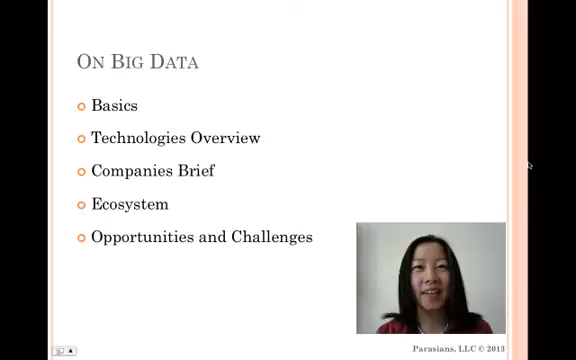 On Big Data
Basics
Technologies Overview
Companies Brief
Ecosystem
Opportunities and Challenges
Parasians, LLC © 2013